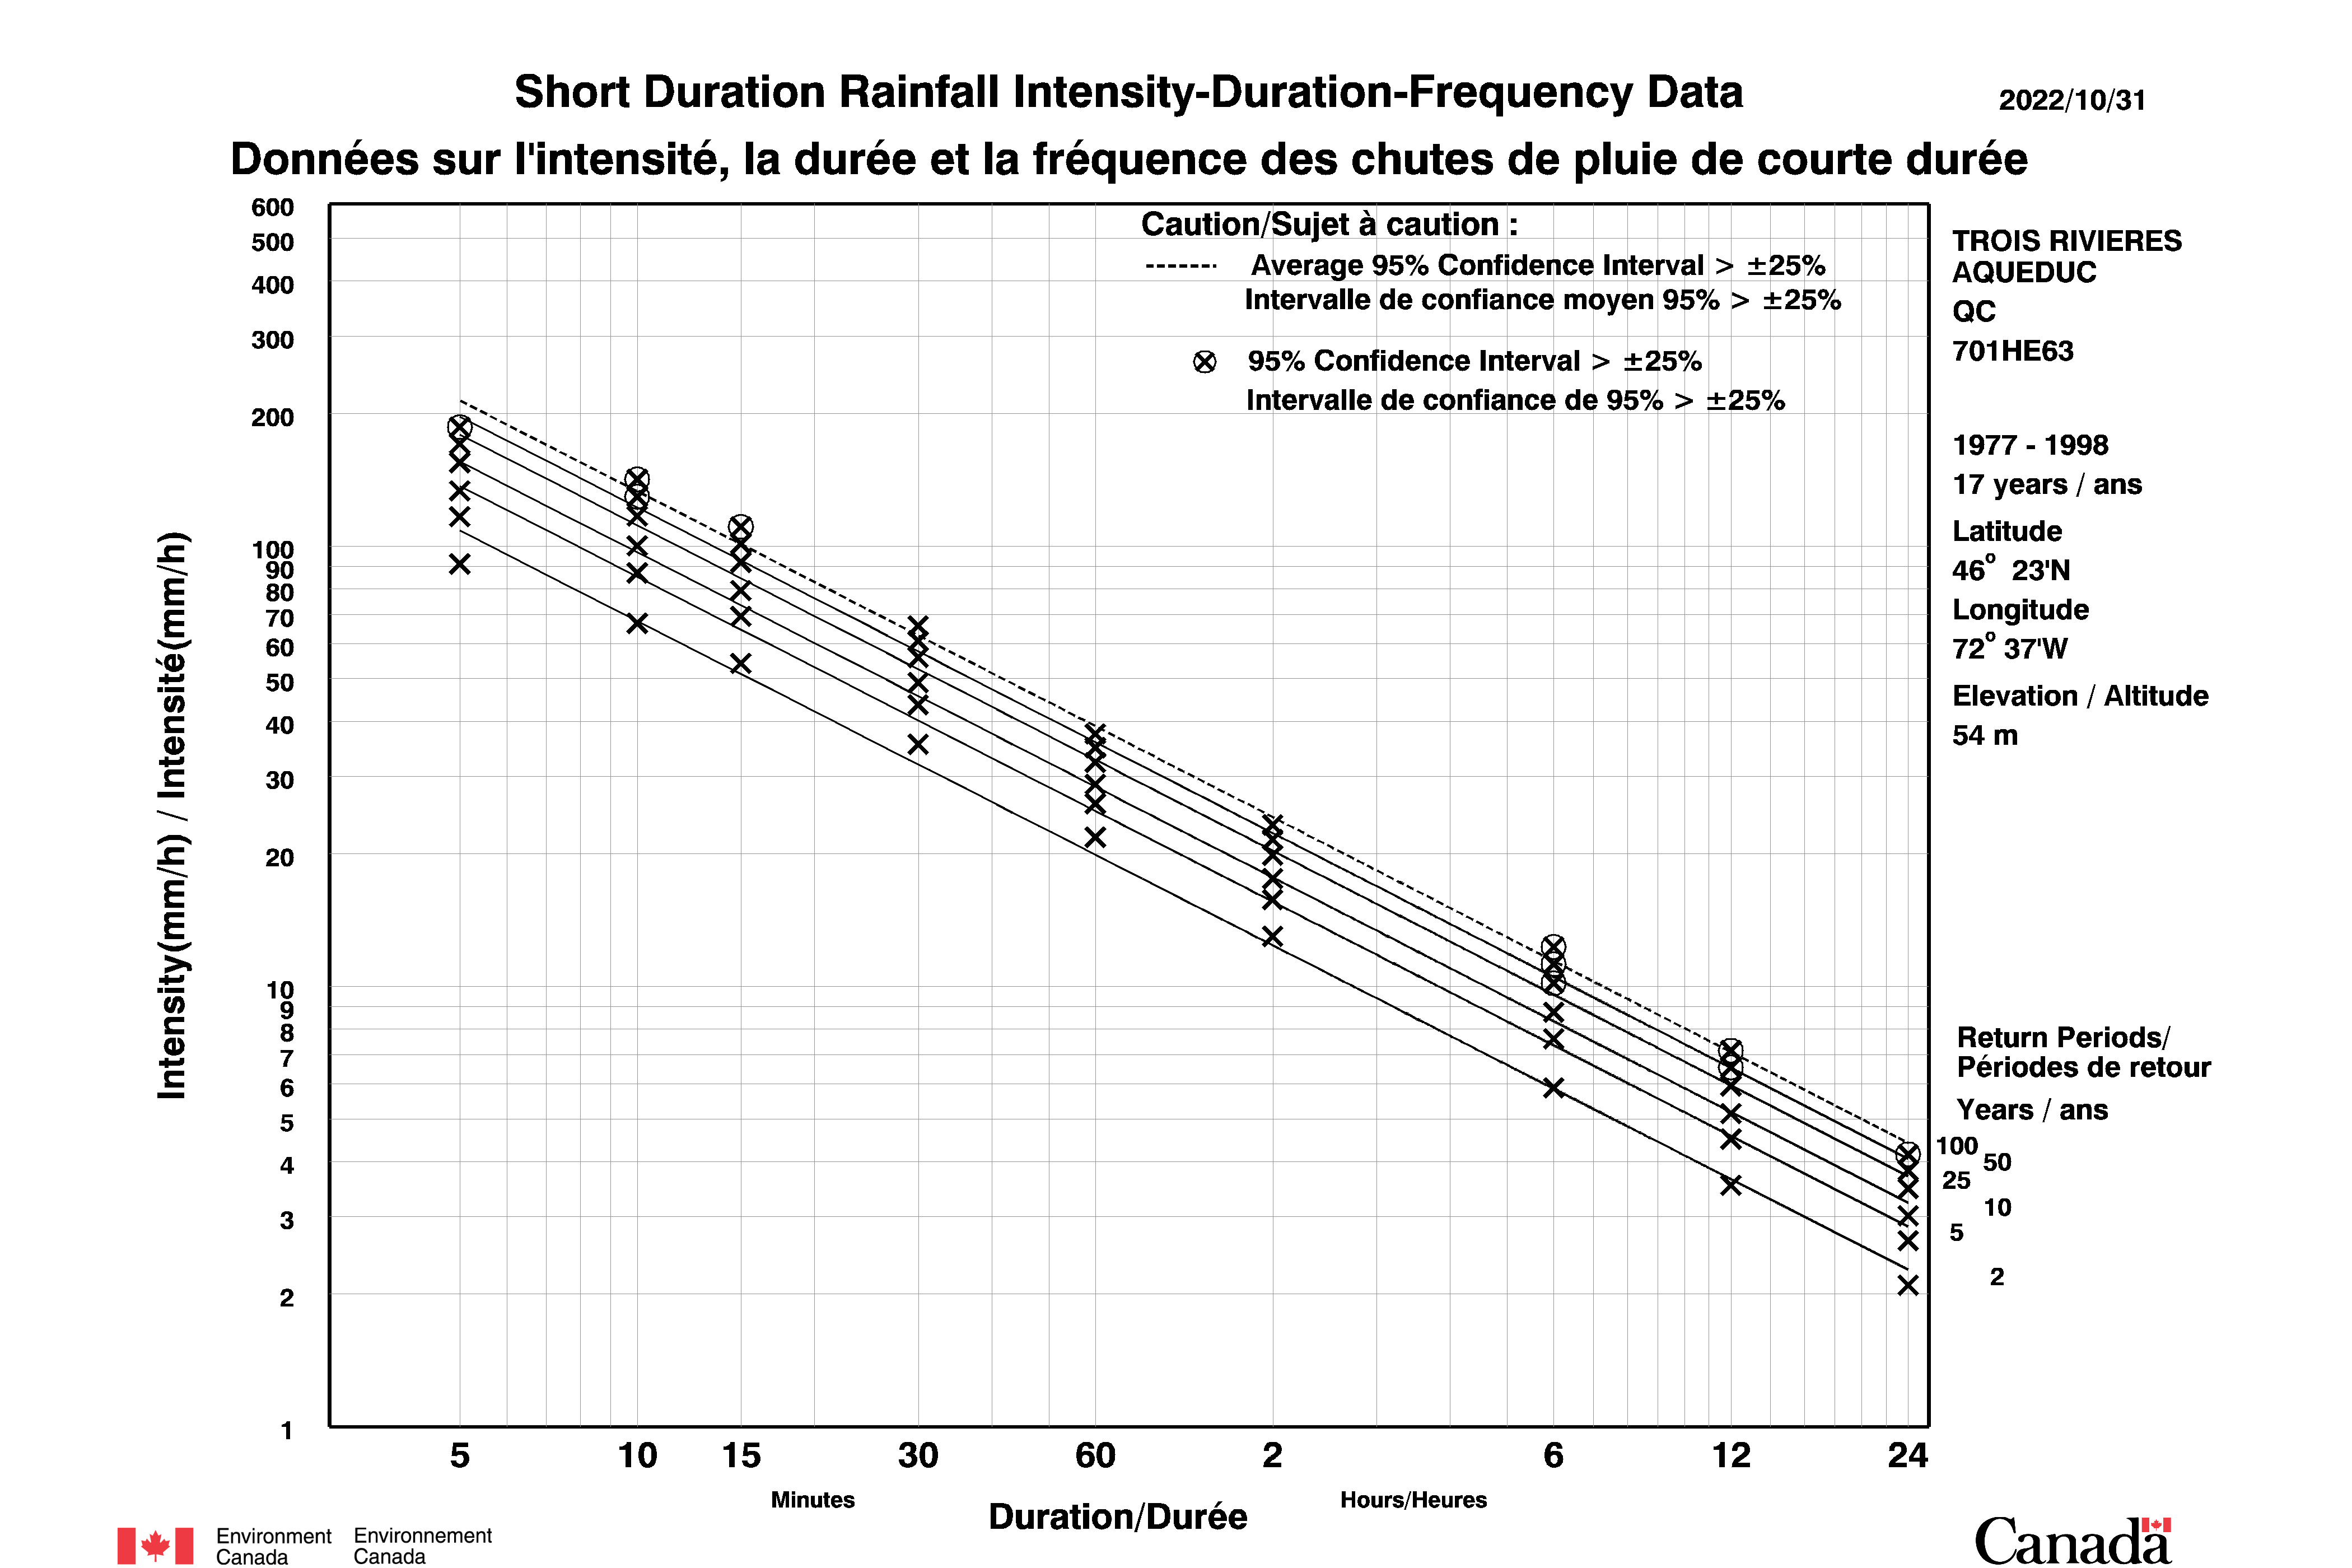 Short Duration Rainfall Intensity-Duration-Frequency Data
2022/10/31
Données sur l'intensité, la durée et la fréquence des chutes de pluie de courte durée
Caution/Sujet à caution :
Average 95% Confidence Interval > ±25%
Intervalle de confiance moyen 95% > ±25%
95% Confidence Interval > ±25%
Intervalle de confiance de 95% > ±25%
TROIS RIVIERES
AQUEDUC
QC
701HE63
1977 - 1998
17 years / ans
Latitude
46° 23'N
Longitude
72° 37'W
Elevation / Altitude
54 m
Return Periods/
Périodes de retour
Years / ans
100
50
25
10
5
2
Intensity(mm/h) / Intensité(mm/h)
600
500
400
300
200
100
90
80
70
60
50
40
30
20
10
9
8
7
6
5
4
3
2
1
5 10 15 30 60 2 6 12 24
Minutes
Hours/Heures
Duration/Durée
Environment
Canada
Environnement
Canada
Canada